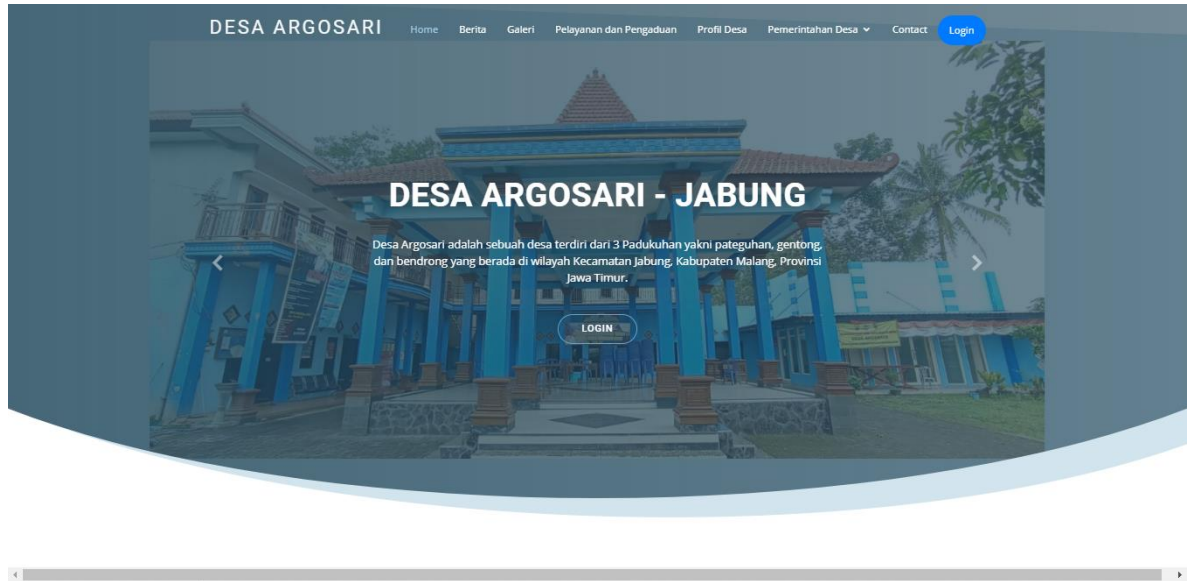 DESA ARGOSARI
Home Berita Galeri Pelayanan dan Pengaduan Profil Desa Pemerintahan Desa Contact Login
DESA ARGOSARI - JABUNG
Desa Argosari adalah sebuah desa terdiri dari 3 Padukuhan yakni pateguhan, gentong,
dan bendrong yang berada di wilayah Kecamatan Jabung, Kabupaten Malang, Provinsi
Jawa Timur.
LOGIN